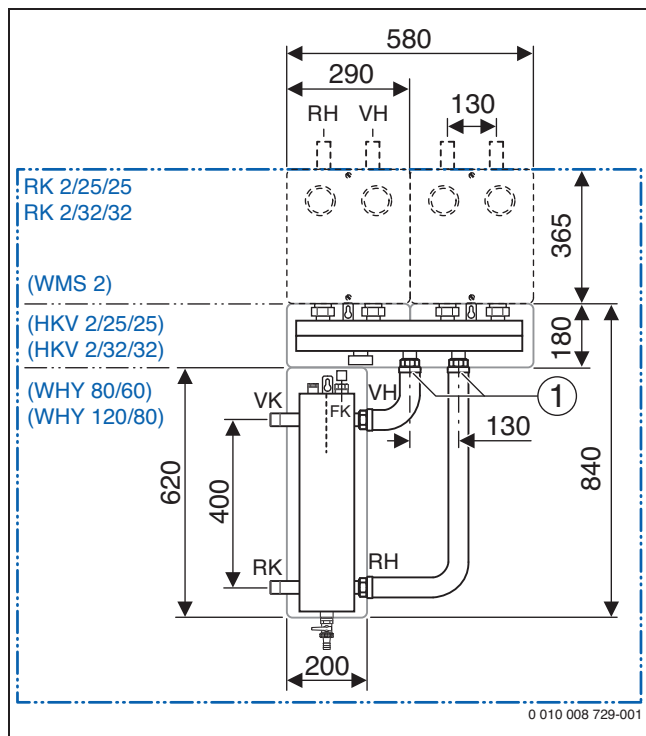 580
290
130
RH VH
RK 2/25/25
RK 2/32/32
365
(WMS 2)
(HKV 2/25/25)
(HKV 2/32/32)
180
(WHY 80/60)
(WHY 120/80)
VK
FK
VH
1
130
620
400
840
RK
RH
200
0 010 008 729-001